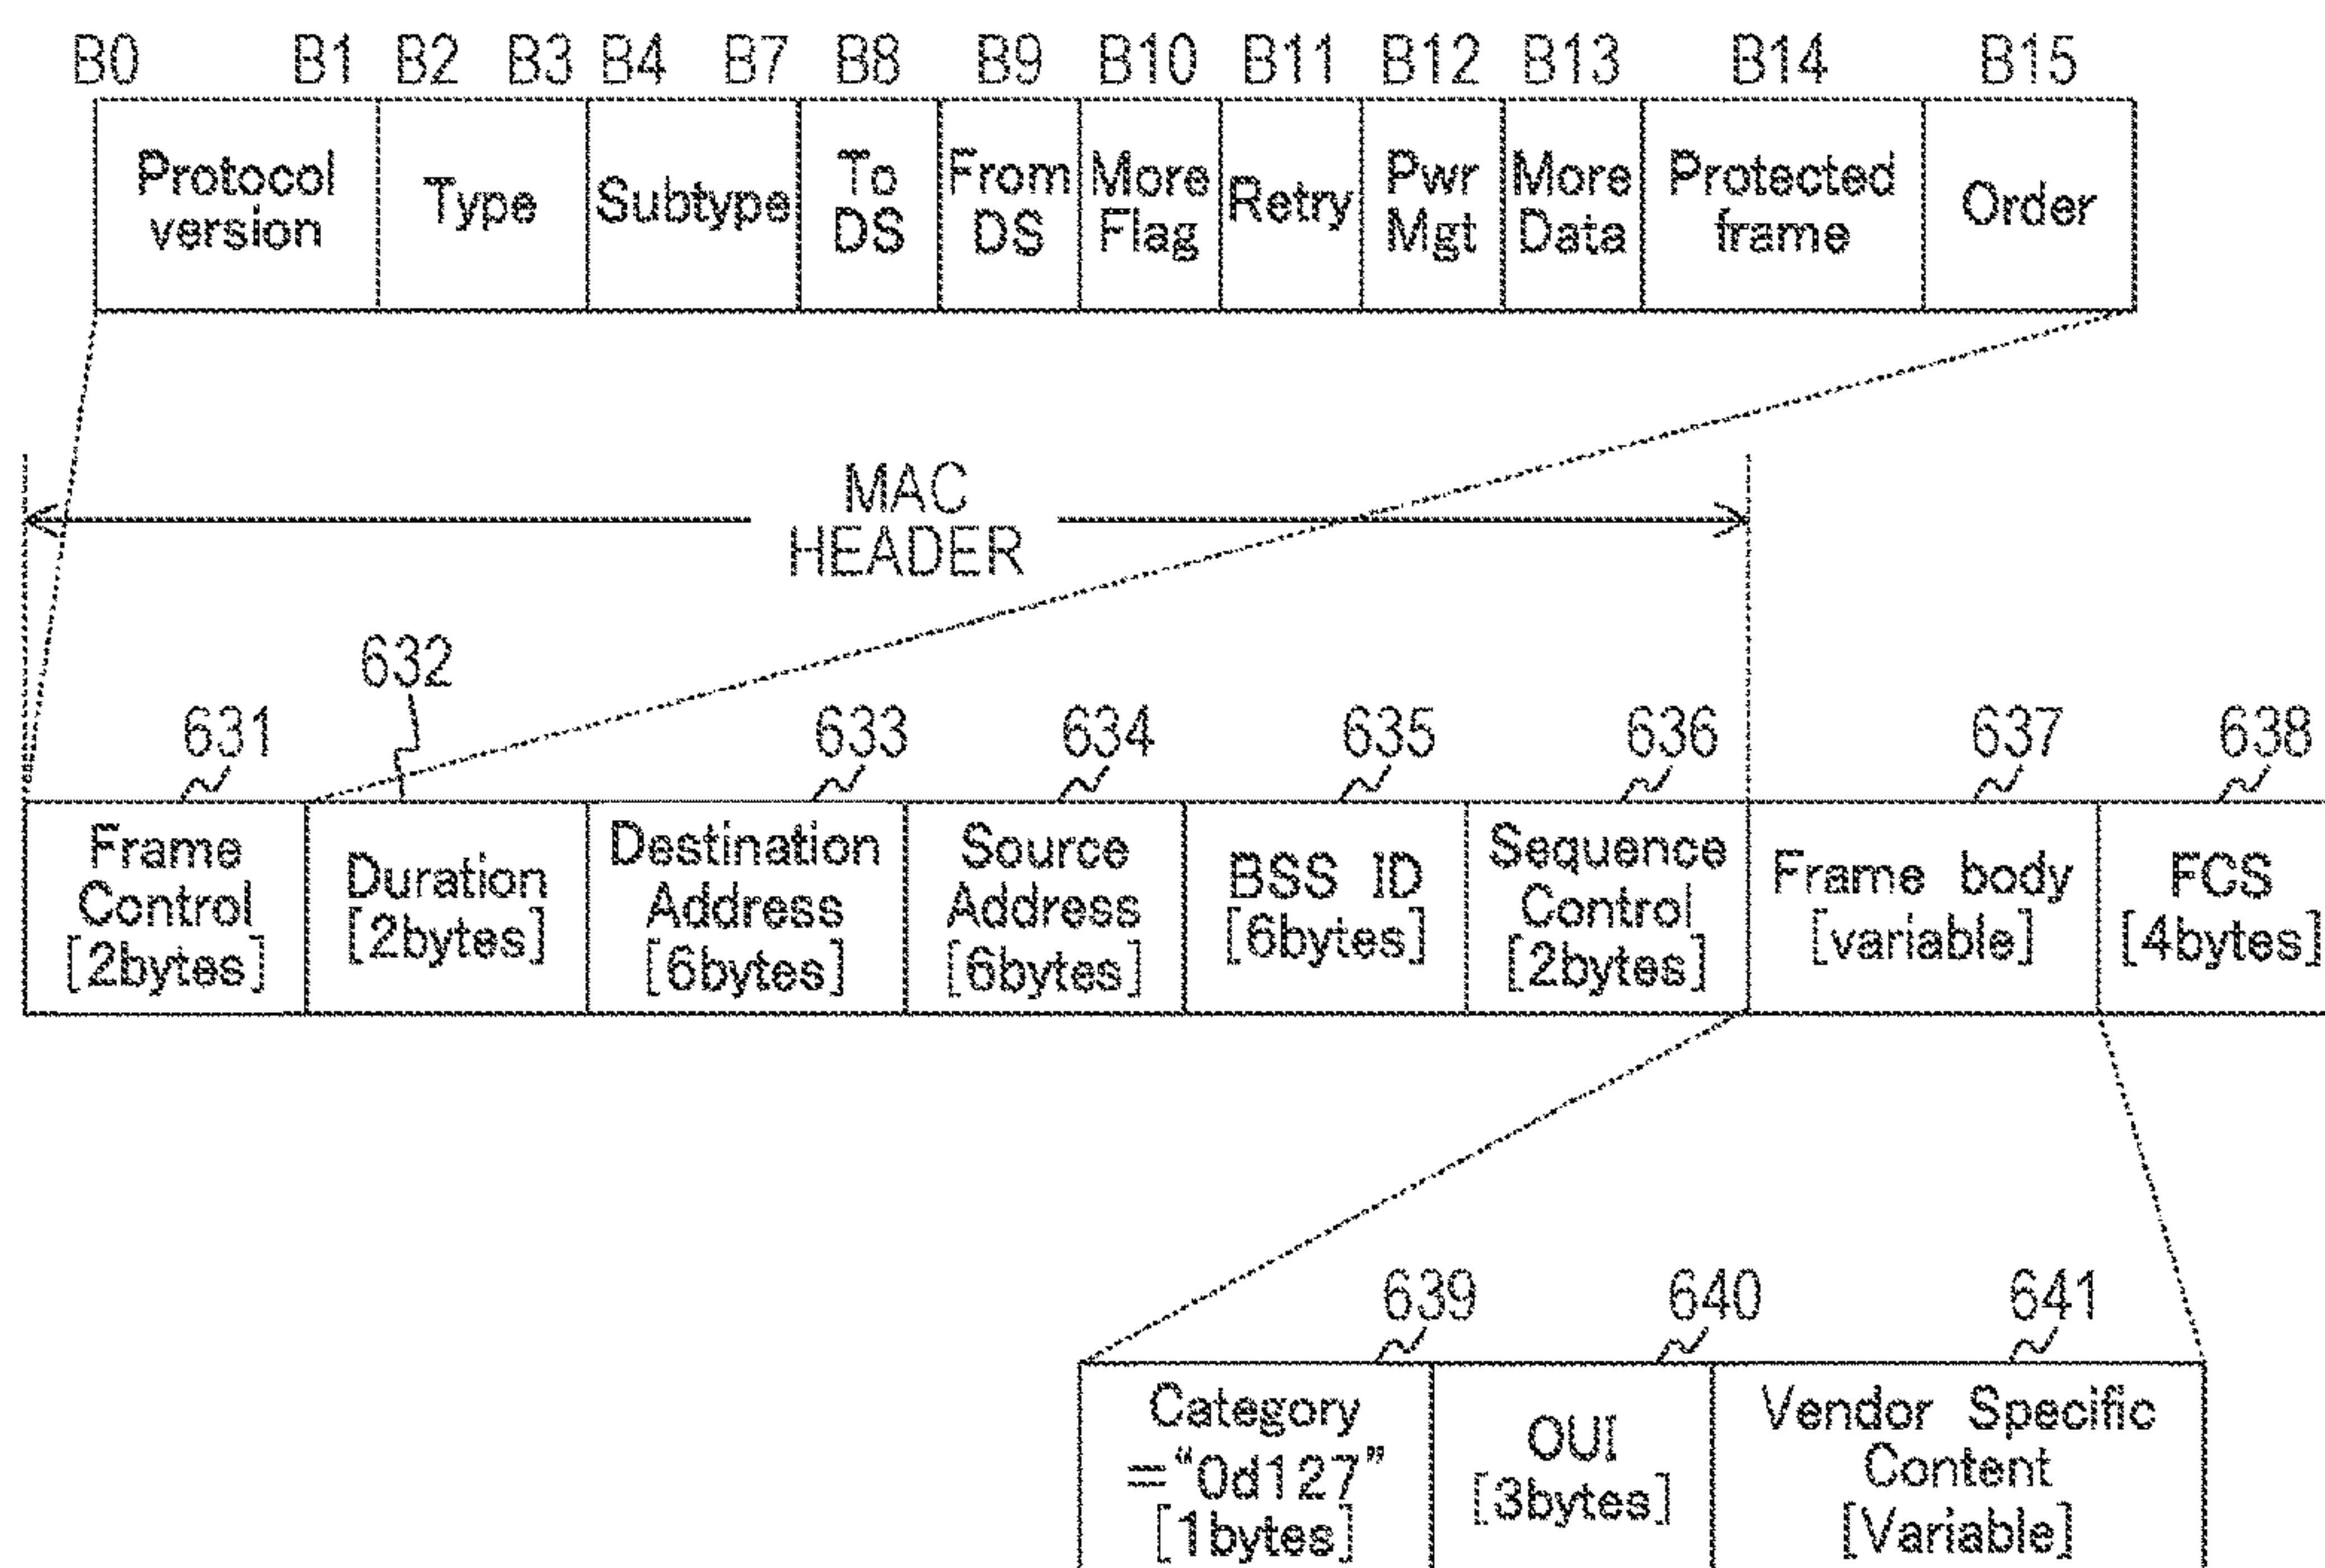 B0 B1 B2 B3 B4 B7 B8 B9 B10 B11 B12 B13 B14 B15
Protocol
version
Type
Subtype
To
DS
From
DS
More
Flag
Retry
Pwr
Mgt
More
Data
Protected
frame
Order
MAC
HEADER
632
631 633 634 635 636 637 638
Frame
Control
[2bytes]
Duration
[2bytes]
Destination
Address
[6bytes]
Source
Address
[6bytes]
BSS ID
[6bytes]
Sequence
Control
[2bytes]
Frame body
[variable]
FCS
[4bytes]
639 640 641
Category
=“0d127”
[1bytes]
OUI
[3bytes]
Vendor Specific
Content
[Variable]